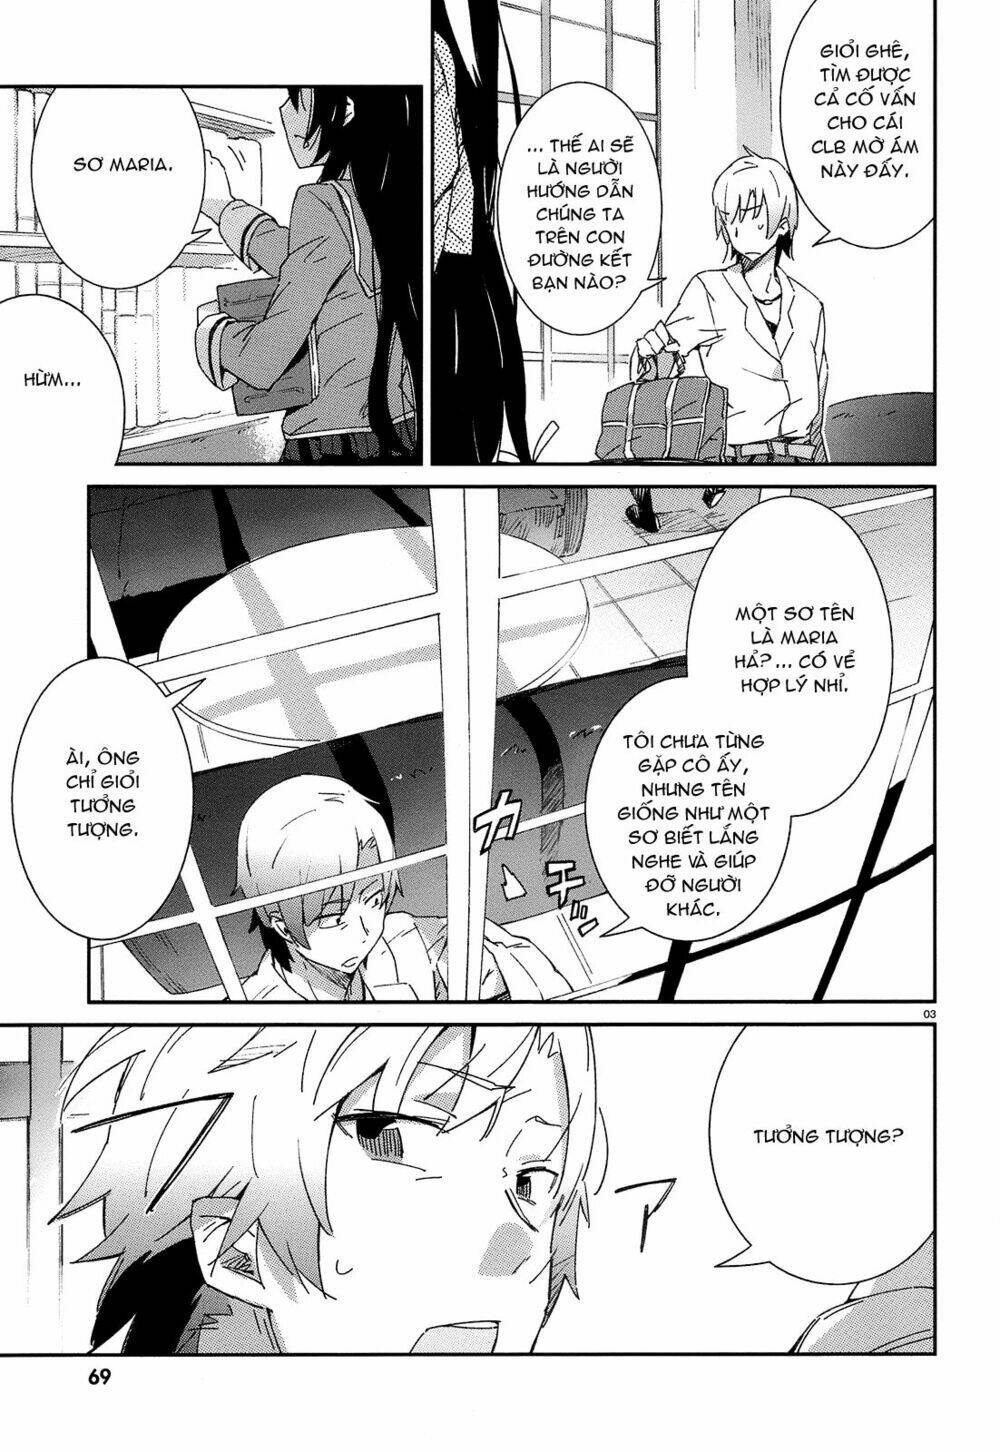 GIỎI GHÊ,
TÌM ĐƯỢC
CẢ CỐ VẤN
CHO CÁI
CLB MỜ ÁM
NÀY ĐẤY.
... THẾ AI SẼ
LÀ NGƯỜI
HƯỚNG DẪN
CHÚNG TA
TRÊN CON
ĐƯỜNG KẾT
BẠN NÀO?
SƠ MARIA.
HỪM...
MỘT SƠ TÊN
LÀ MARIA
HẢ?... CÓ VẺ
HỢP LÝ NHỈ.
TÔI CHƯA TỪNG
GẶP CÔ ẤY,
NHƯNG TÊN
GIỐNG NHƯ MỘT
SƠ BIẾT LẮNG
NGHE VÀ GIÚP
ĐỠ NGƯỜI
KHÁC.
カチャ
ÀI, ÔNG
CHỈ GIỎI
TƯỞNG
TƯỢNG.
03
TƯỞNG TƯỢNG?
ファ
69